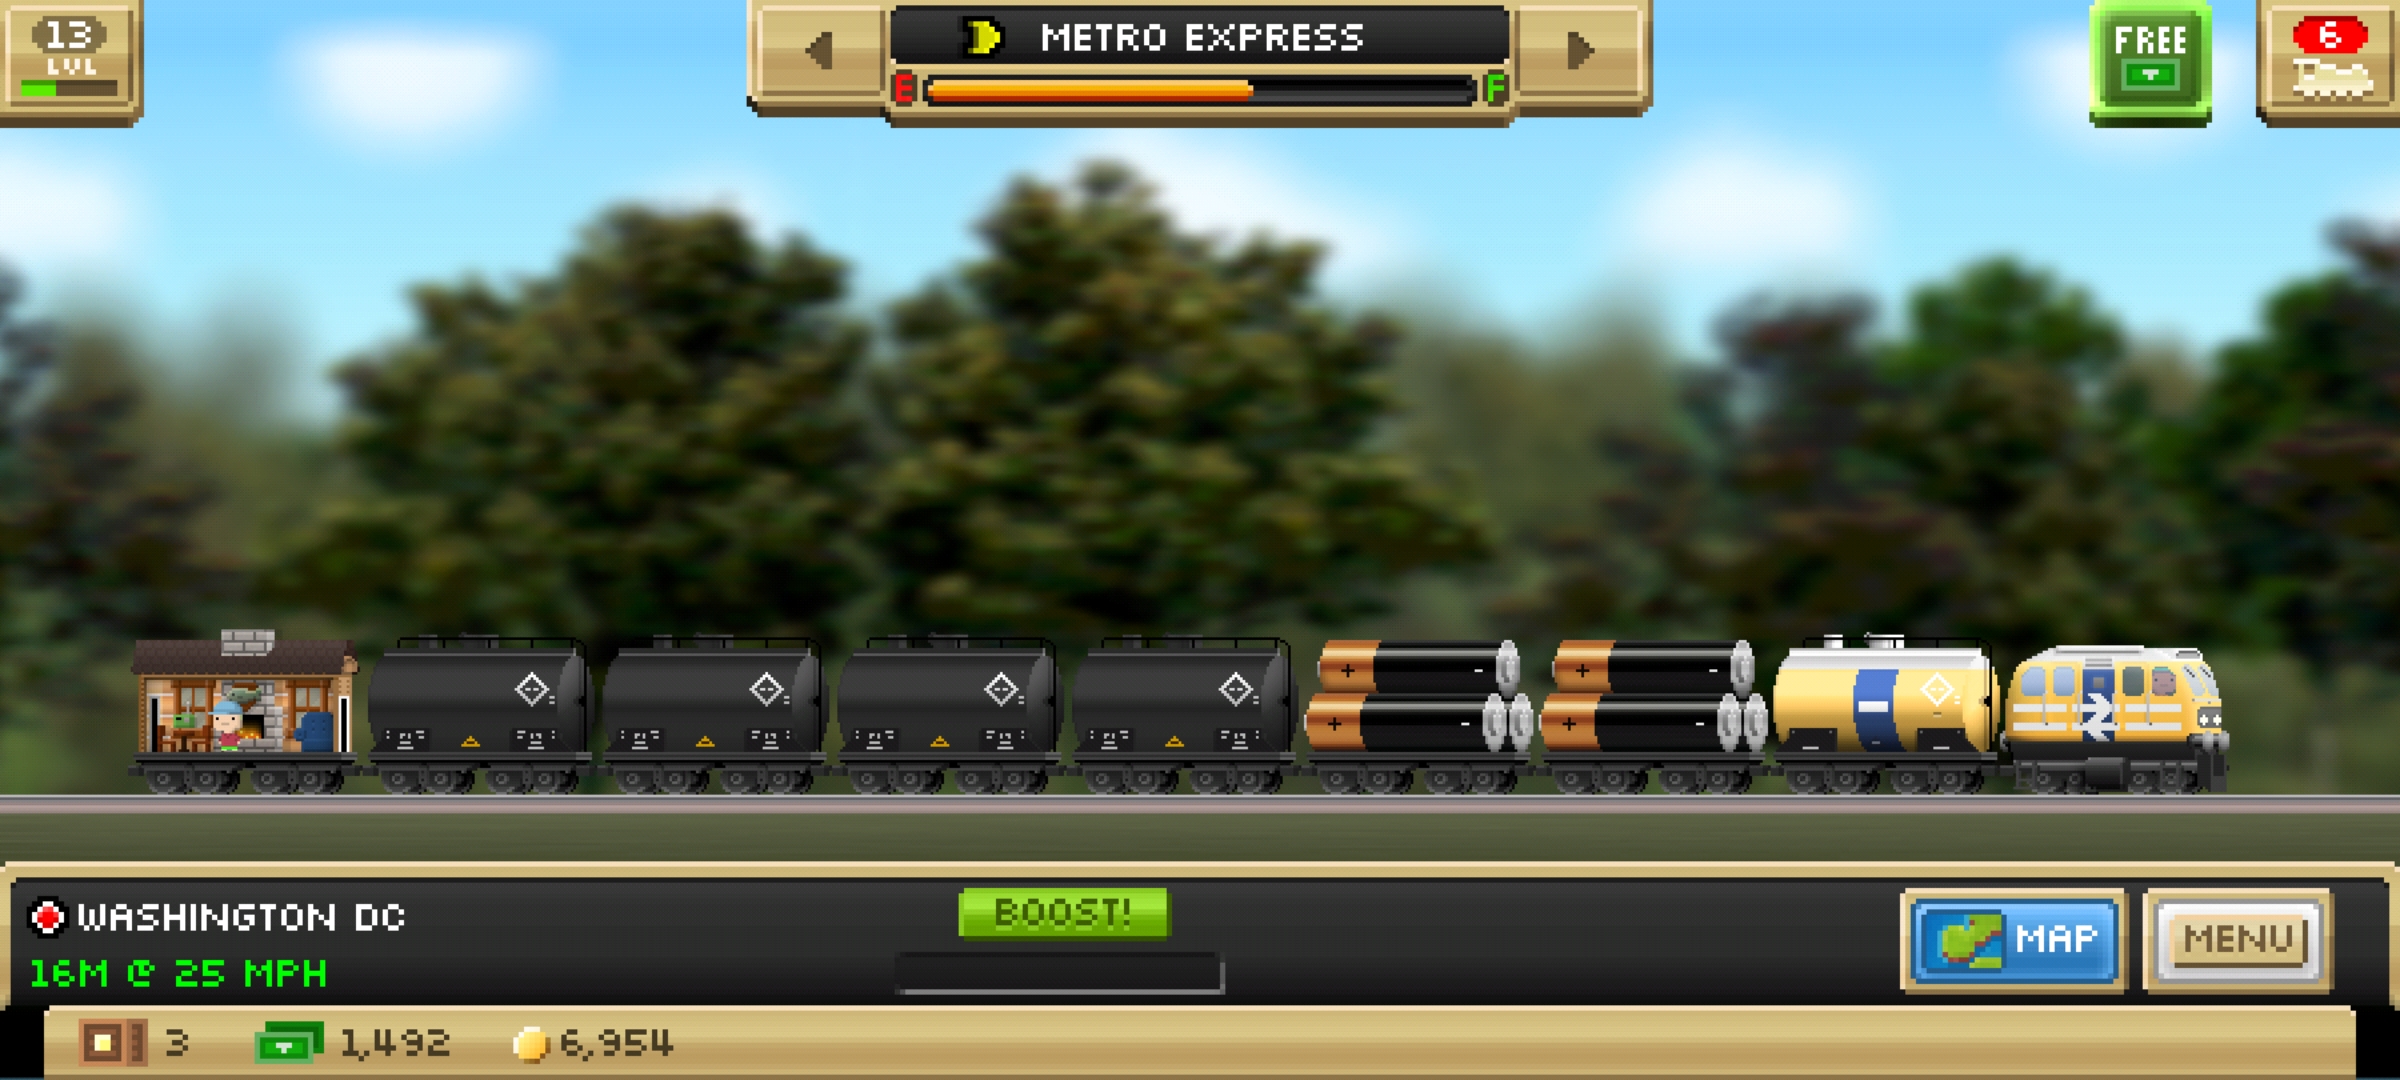 13
LVL
METRO EXPRESS
E F
FREE
6
WASHINGTON DC
16M @ 25 MPH
BOOST!
MAP
MENU
3
1,492
6,954